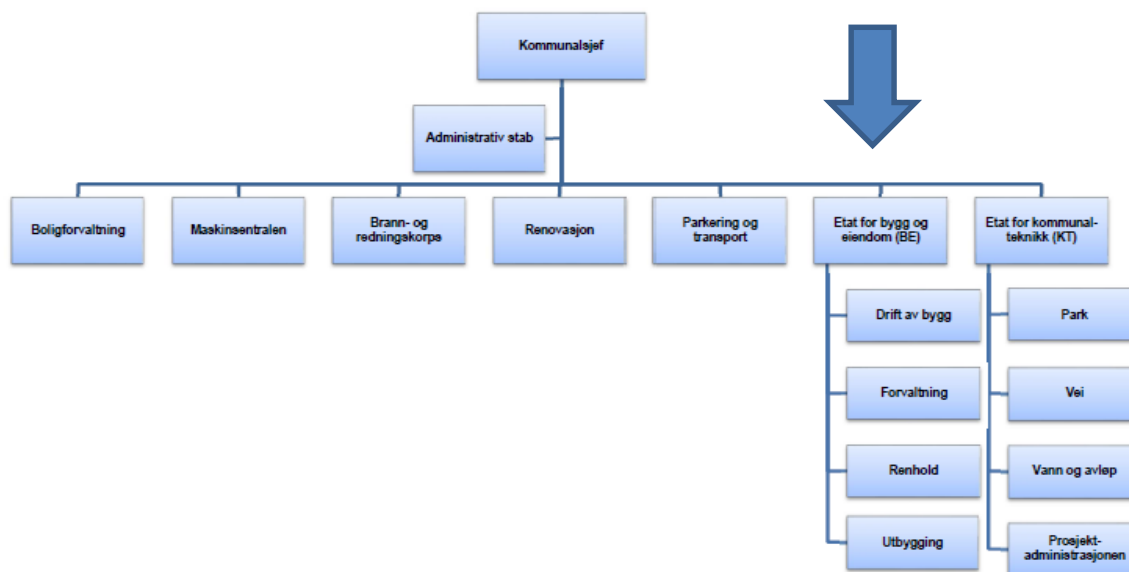 Kommunalsjef
Administrativ stab
Boligforvaltning
Maskinsentralen
Brann- og
redningskorps
Renovasjon
Parkering og
transport
Etat for bygg og
eiendom (BE)
Etat for kommunal-
teknikk (KT)
Drift av bygg
Forvaltning
Renhold
Utbygging
Park
Vei
Vann og avløp
Prosjekt-
administrasjonen